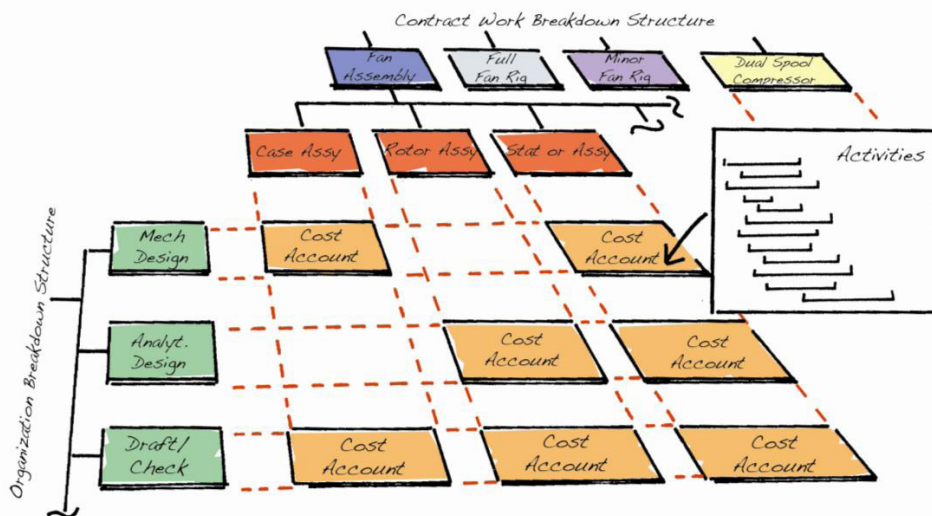 Contract Work Breakdown Structure
Fan
Assembly
Full
Fan Rig
Minor
Fan Rig
Dual Spool
Compressor
Case Assy
Rotor Assy
Stat or Assy
Activities
Organization Breakdown Structure
Mech
Design
Cost
Account
Cost
Account
Analyt.
Design
Cost
Account
Cost
Account
Draft/
Check
Cost
Account
Cost
Account
Cost
Account